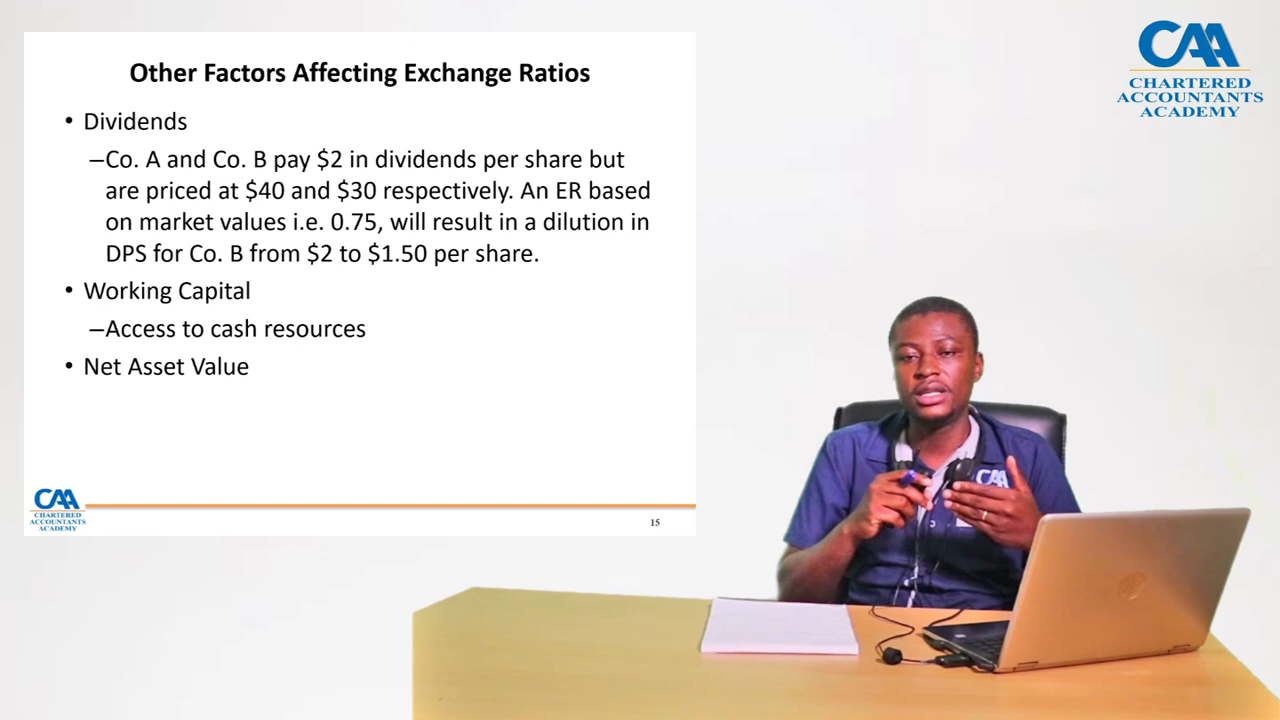 Other Factors Affecting Exchange Ratios
• Dividends
–Co. A and Co. B pay $2 in dividends per share but
are priced at $40 and $30 respectively. An ER based
on market values i.e. 0.75, will result in a dilution in
DPS for Co. B from $2 to $1.50 per share.
• Working Capital
–Access to cash resources
• Net Asset Value
CAA
CHARTERED
ACCOUNTANTS
ACADEMY
15
CAA
CHARTERED
ACCOUNTANTS
ACADEMY
CAA